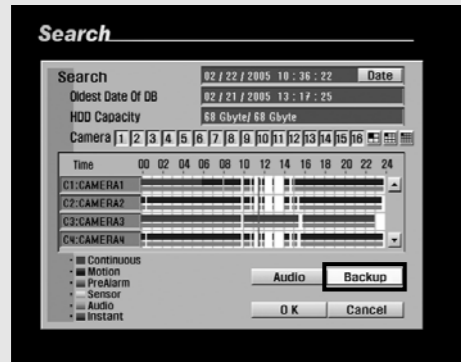 Search
Search 02 / 22 / 2005 10 : 36 : 22 Date
Oldest Date Of DB 02 / 21 / 2005 13 : 17 : 25
HDD Capacity 68 Gbyte/ 68 Gbyte
Camera 1 2 3 4 5 6 7 8 9 10 11 12 13 14 15 16
Time 00 02 04 06 08 10 12 14 16 18 20 22 24
C1:CAMERA1
C2:CAMERA2
C3:CAMERA3
C4:CAMERA4
- Continuous
- Motion
- PreAlarm
- Sensor
- Audio
- Instant
Audio Backup
OK Cancel